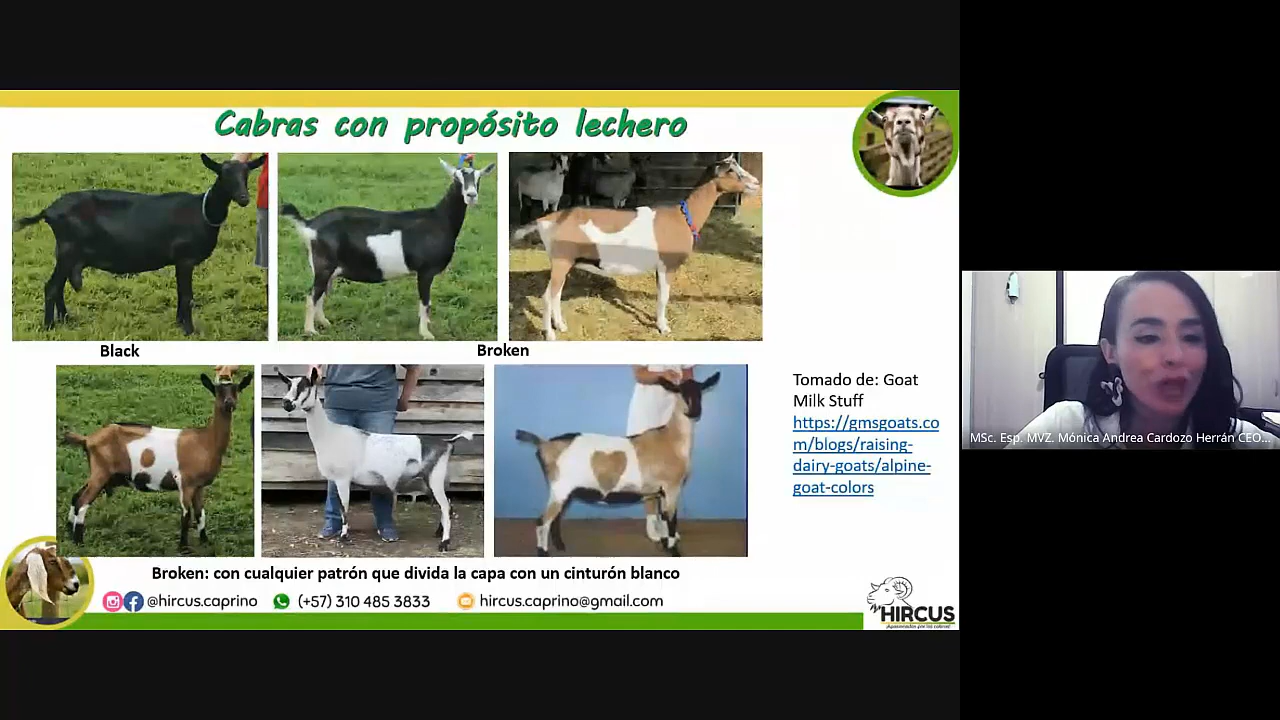 Cabras con propósito lechero
Black
Broken
Tomado de: Goat
Milk Stuff
https://gmsgoats.co
m/blogs/raising-
dairy-goats/alpine-
goat-colors
MSc. Esp. MVZ. Mónica Andrea Cardozo Herrán CEO...
Broken: con cualquier patrón que divida la capa con un cinturón blanco
@hircus.caprino (+57) 310 485 3833 hircus.caprino@gmail.com
HIRCUS